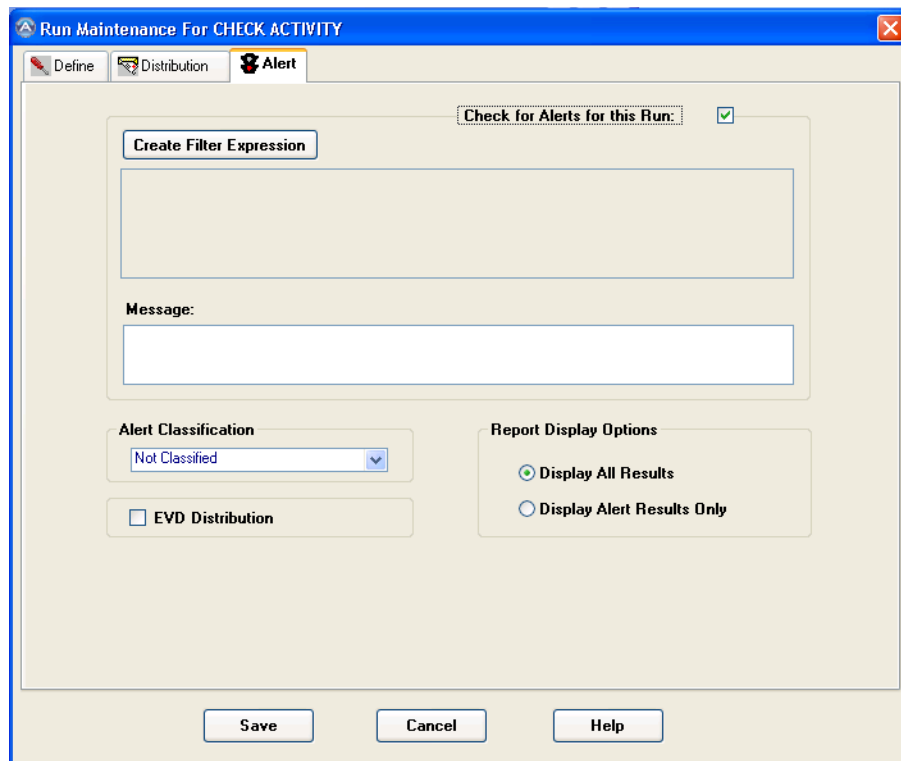 Run Maintenance For CHECK ACTIVITY
Define Distribution Alert
Check for Alerts for this Run:
Create Filter Expression
Message:
Alert Classification
Not Classified
EVD Distribution
Report Display Options
Display All Results
Display Alert Results Only
Save Cancel Help